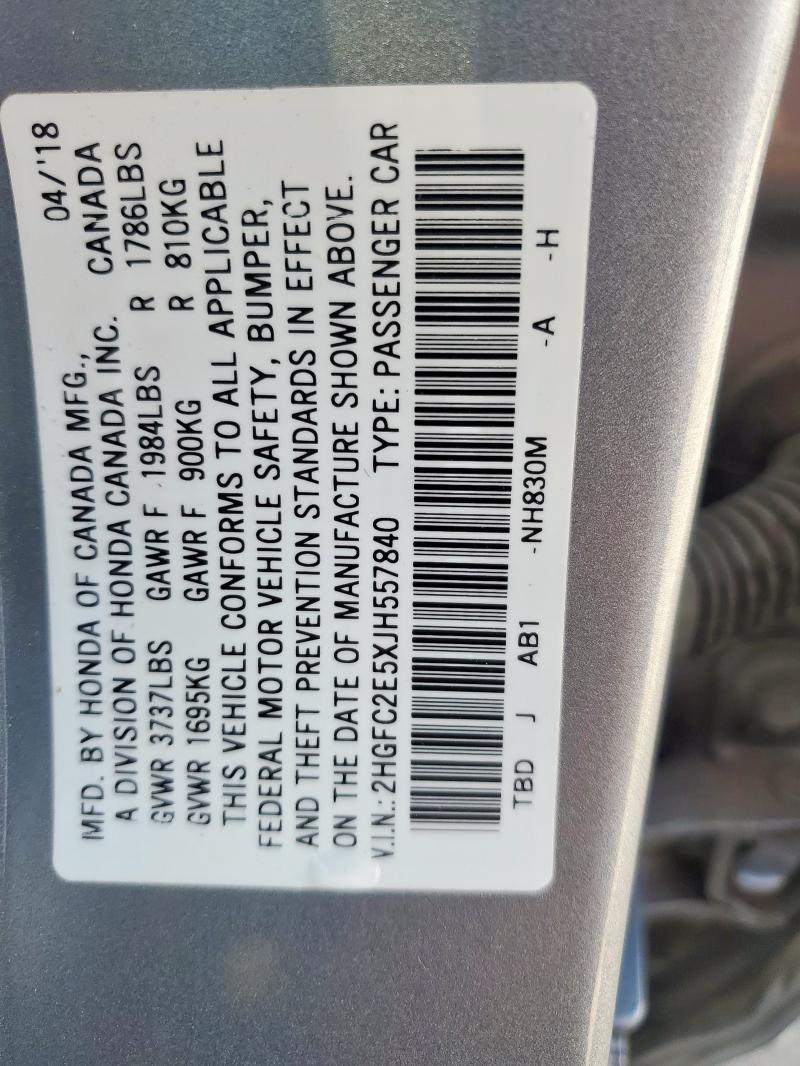 MFD. BY HONDA OF CANADA MFG., 04/'18
A DIVISION OF HONDA CANADA INC. CANADA
GVWR 3737LBS GAWR F 1984LBS R 1786LBS
GVWR 1695KG GAWR F 900KG R 810KG
THIS VEHICLE CONFORMS TO ALL APPLICABLE
FEDERAL MOTOR VEHICLE SAFETY, BUMPER,
AND THEFT PREVENTION STANDARDS IN EFFECT
ON THE DATE OF MANUFACTURE SHOWN ABOVE.
V.I.N.: 2HGFC2E5XJH557840 TYPE: PASSENGER CAR
TBD J AB1 -NH830M -A -H